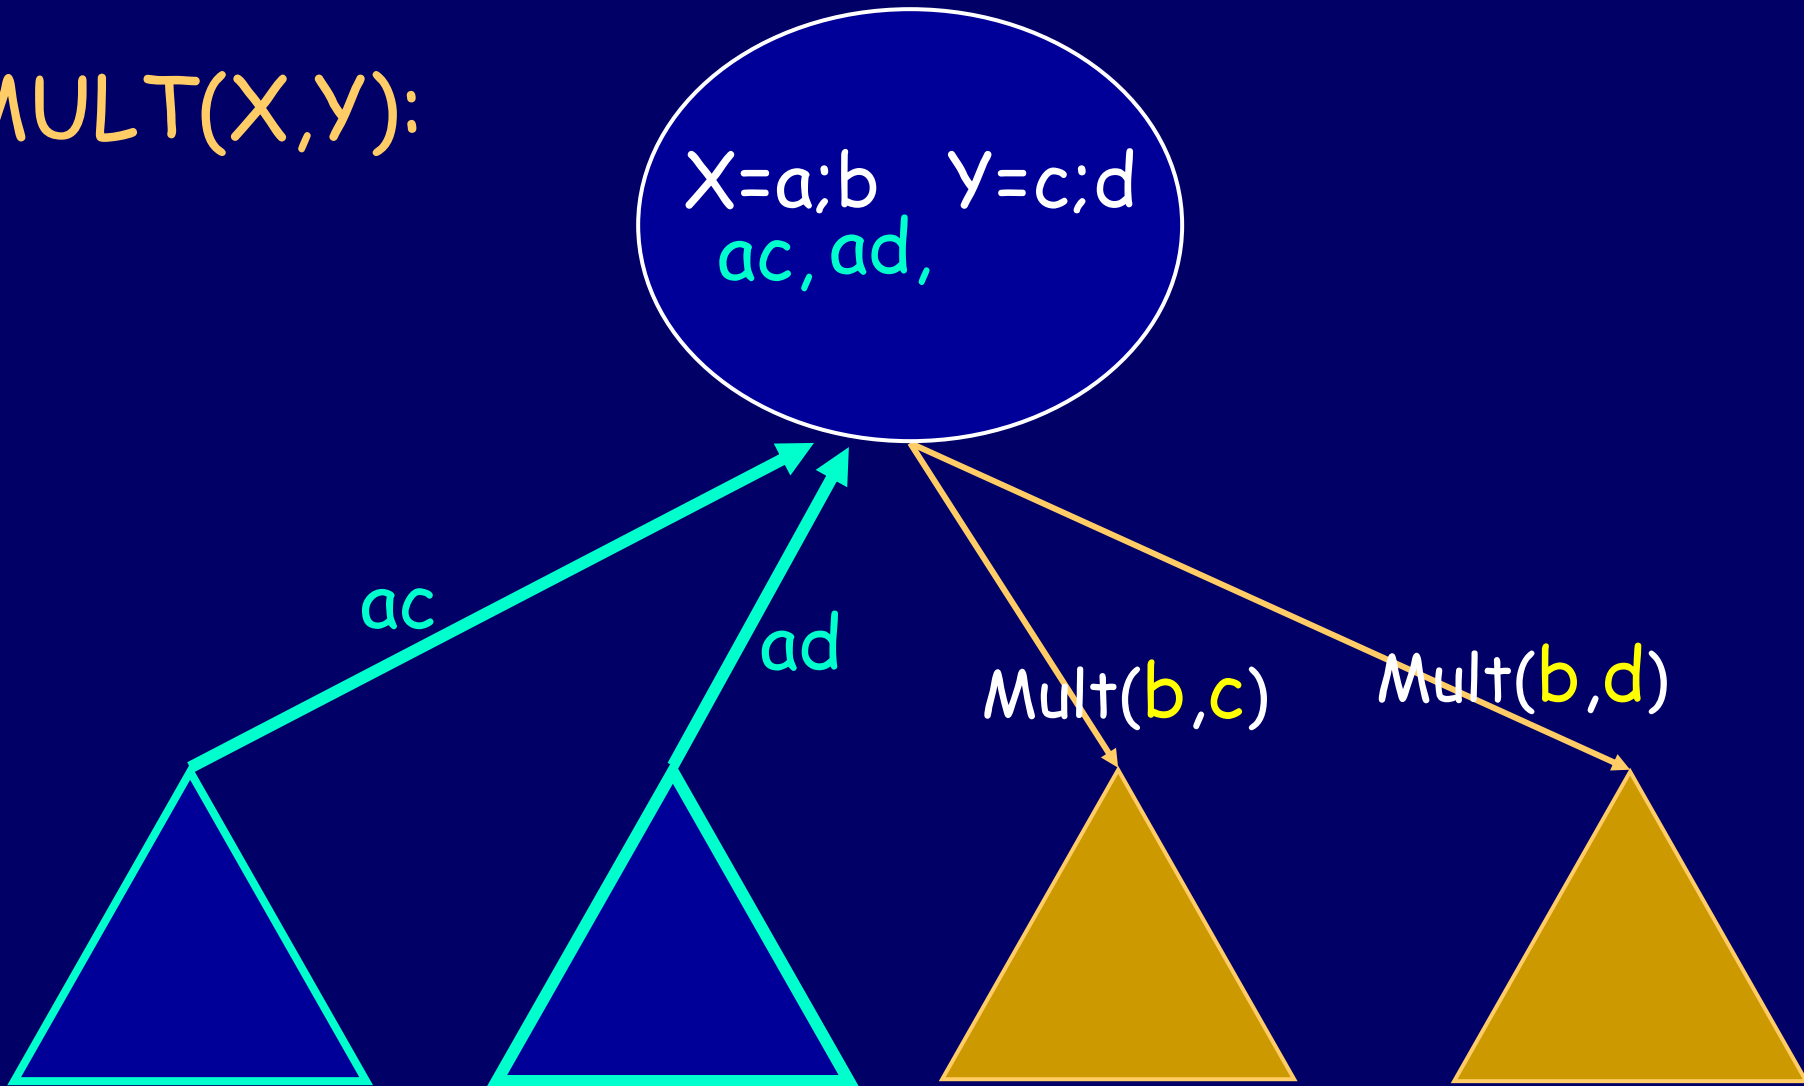 MULT(X,Y):
X=a;b Y=c;d
ac, ad,
ac
ad
Mult(b,c)
Mult(b,d)